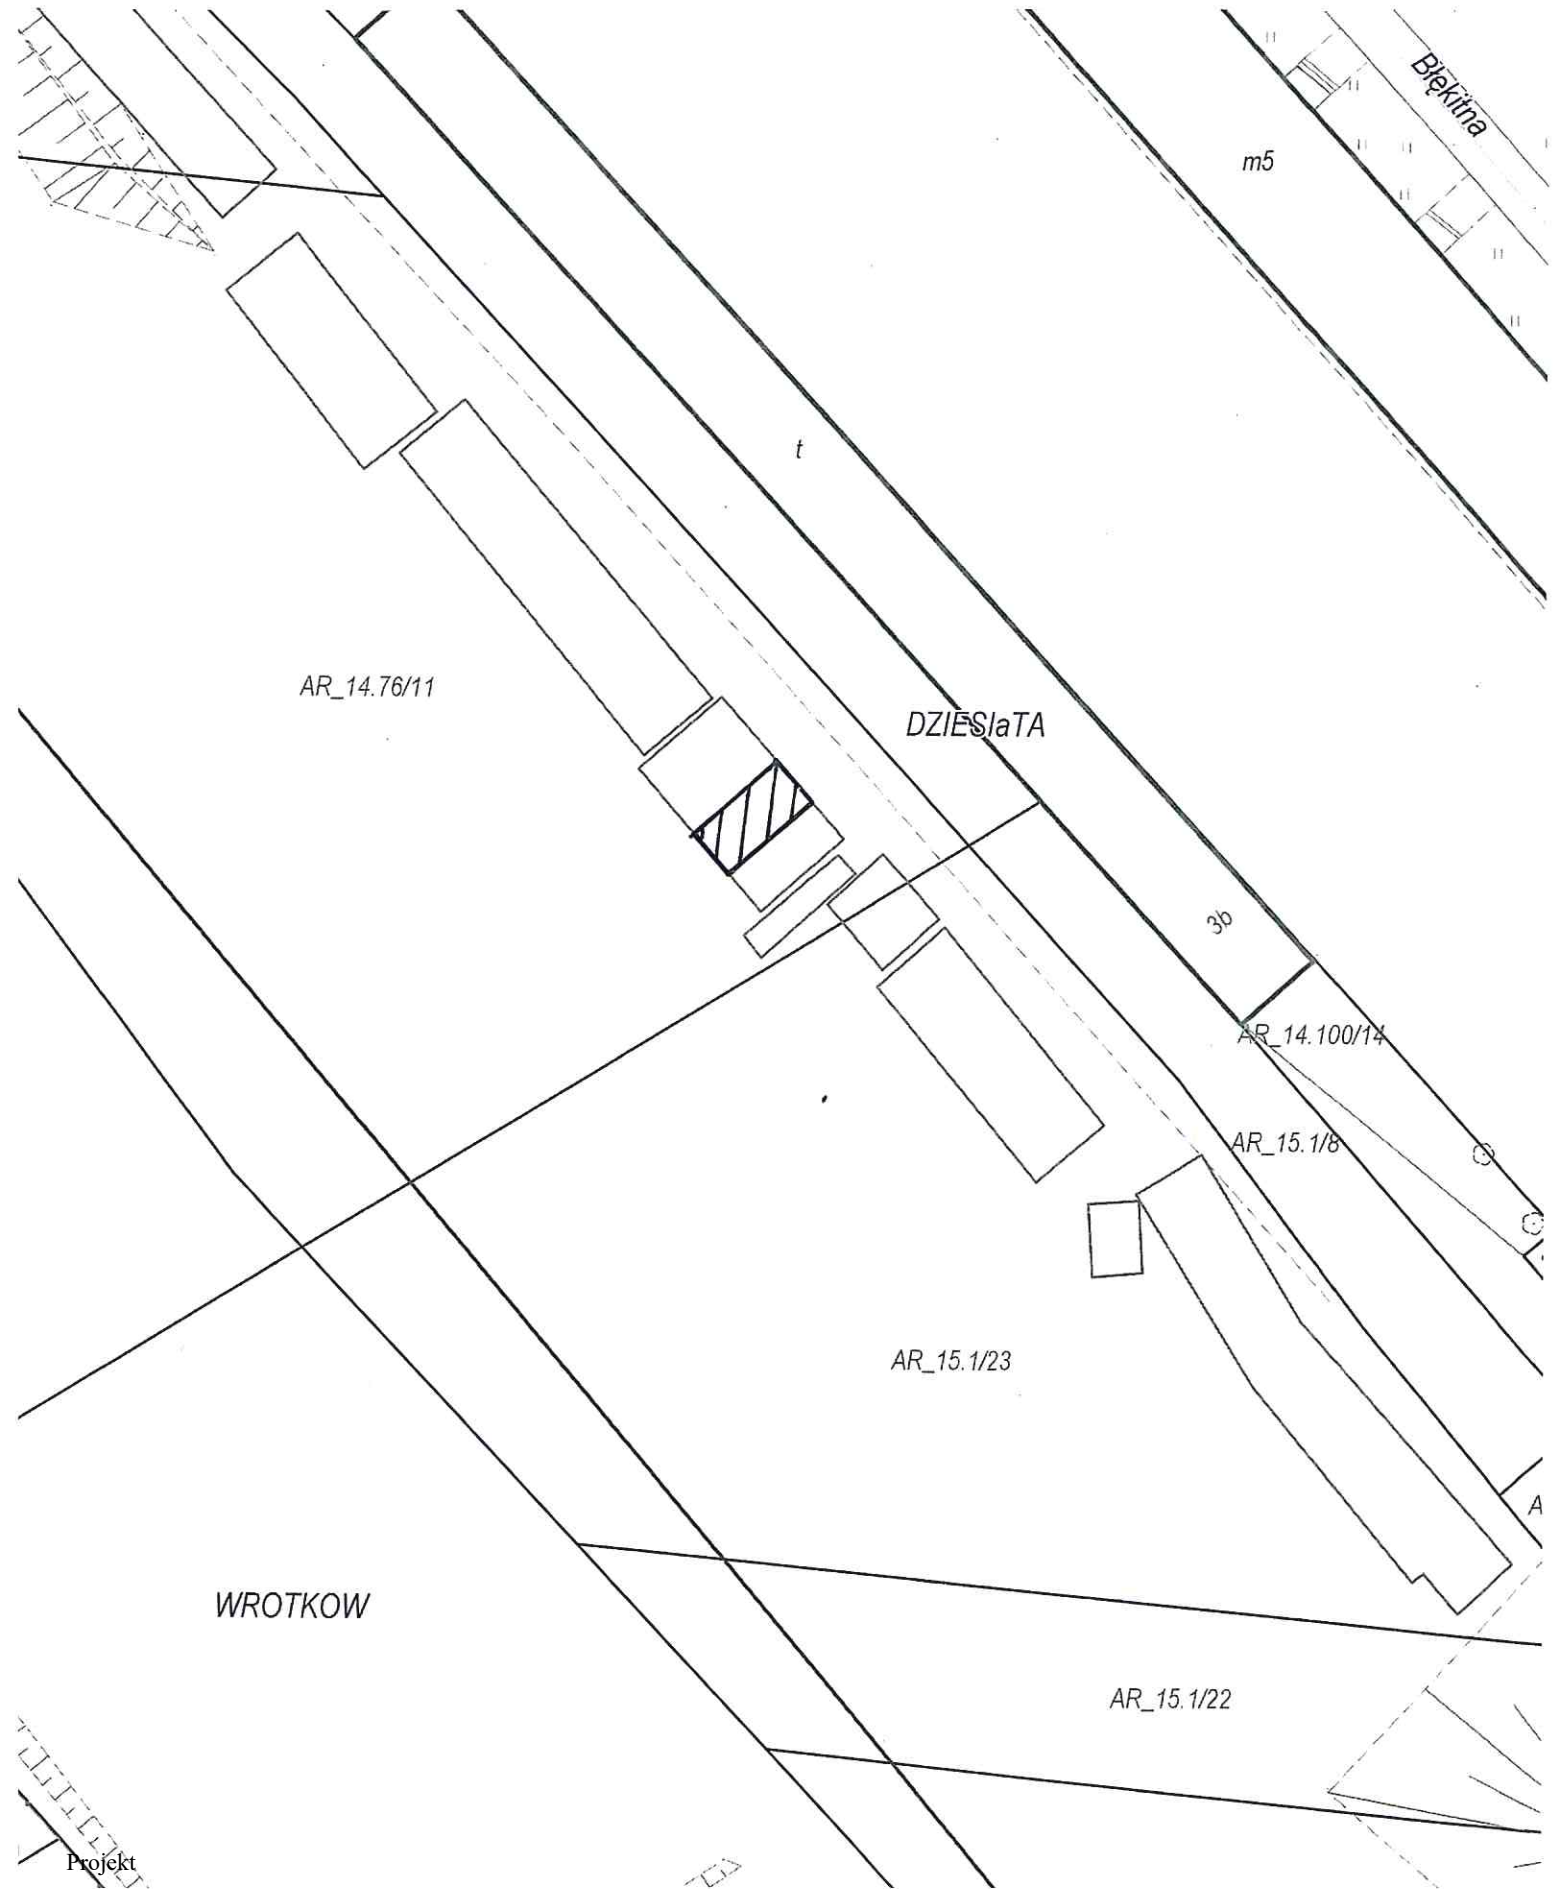 Błękitna
m5
t
AR_14.76/11
DZIESIaTA
3b
AR_14.100/14
AR_15.1/8
AR_15.1/23
A
WROTKOW
AR_15.1/22
Projekt